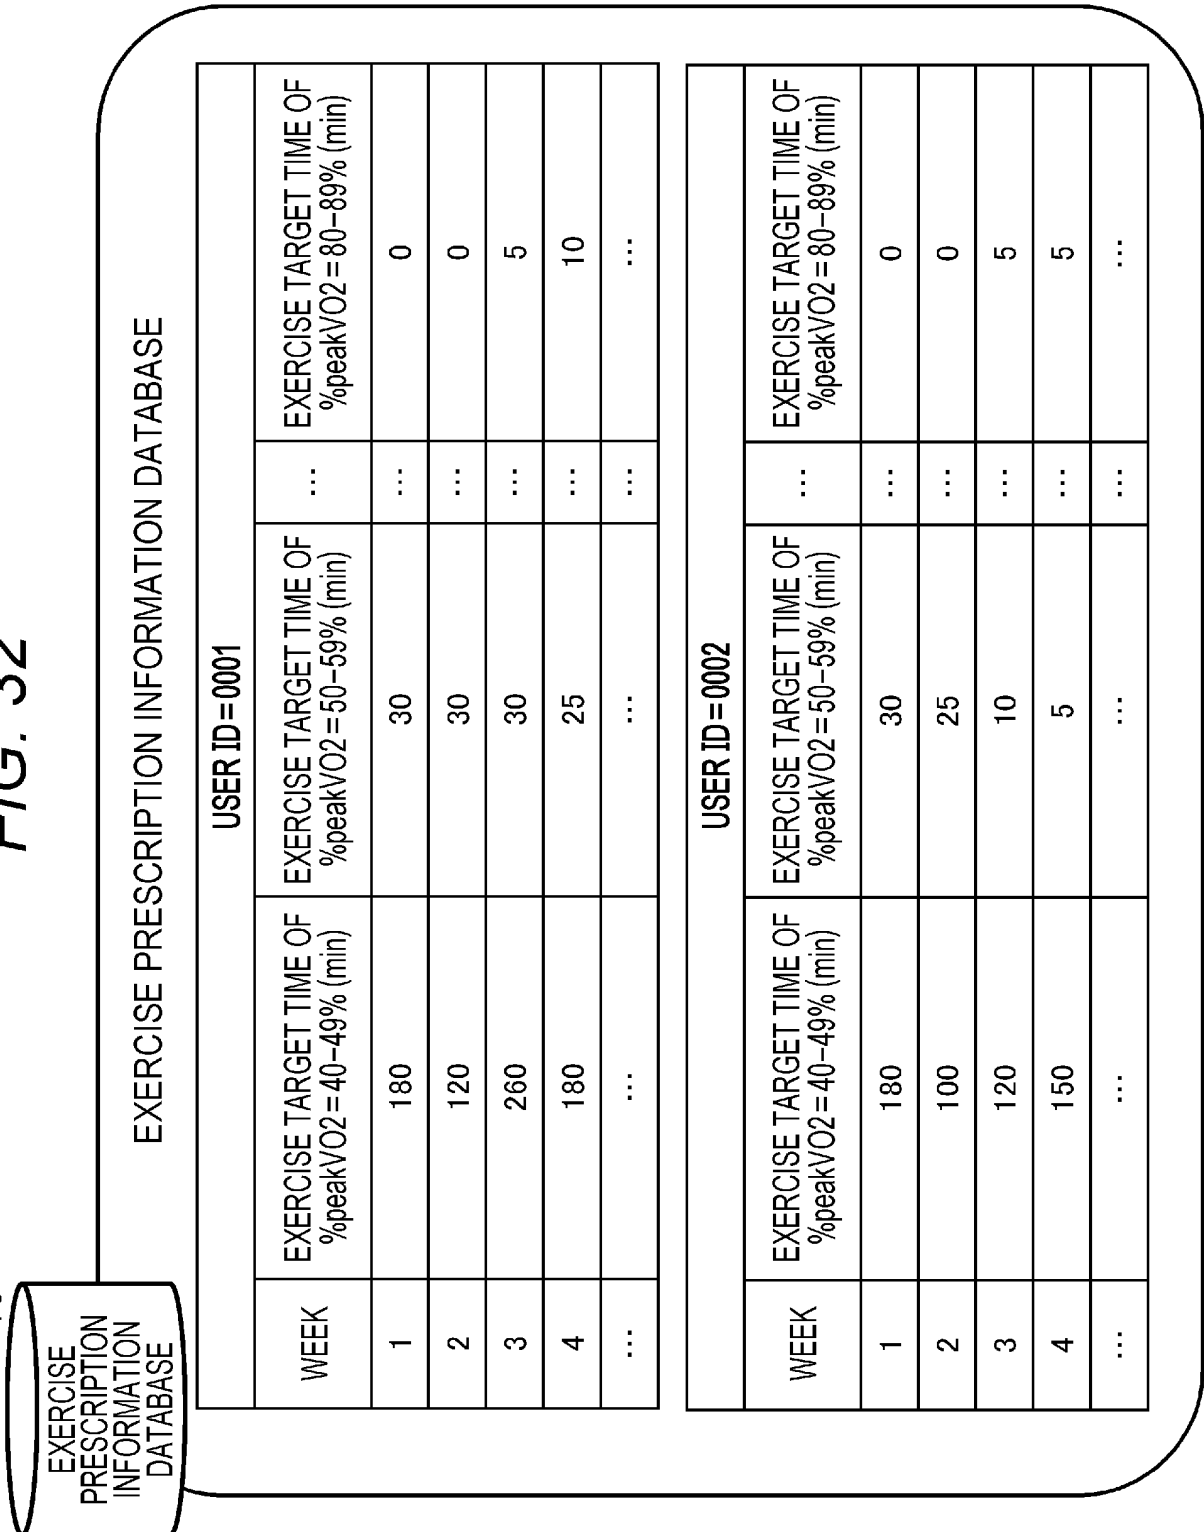 FIG. 32
EXERCISE
PRESCRIPTION
INFORMATION
DATABASE
EXERCISE PRESCRIPTION INFORMATION DATABASE
USER ID=0001
WEEK
EXERCISE TARGET TIME OF
%peakVO2=40-49% (min)
EXERCISE TARGET TIME OF
%peakVO2=50-59% (min)
...
EXERCISE TARGET TIME OF
%peakVO2=80-89% (min)
1 180 30 ... 0
2 120 30 ... 0
3 260 30 ... 5
4 180 25 ... 10
... ... ... ... ...
USER ID=0002
WEEK
EXERCISE TARGET TIME OF
%peakVO2=40-49% (min)
EXERCISE TARGET TIME OF
%peakVO2=50-59% (min)
...
EXERCISE TARGET TIME OF
%peakVO2=80-89% (min)
1 180 30 ... 0
2 100 25 ... 0
3 120 10 ... 5
4 150 5 ... 5
... ... ... ... ...